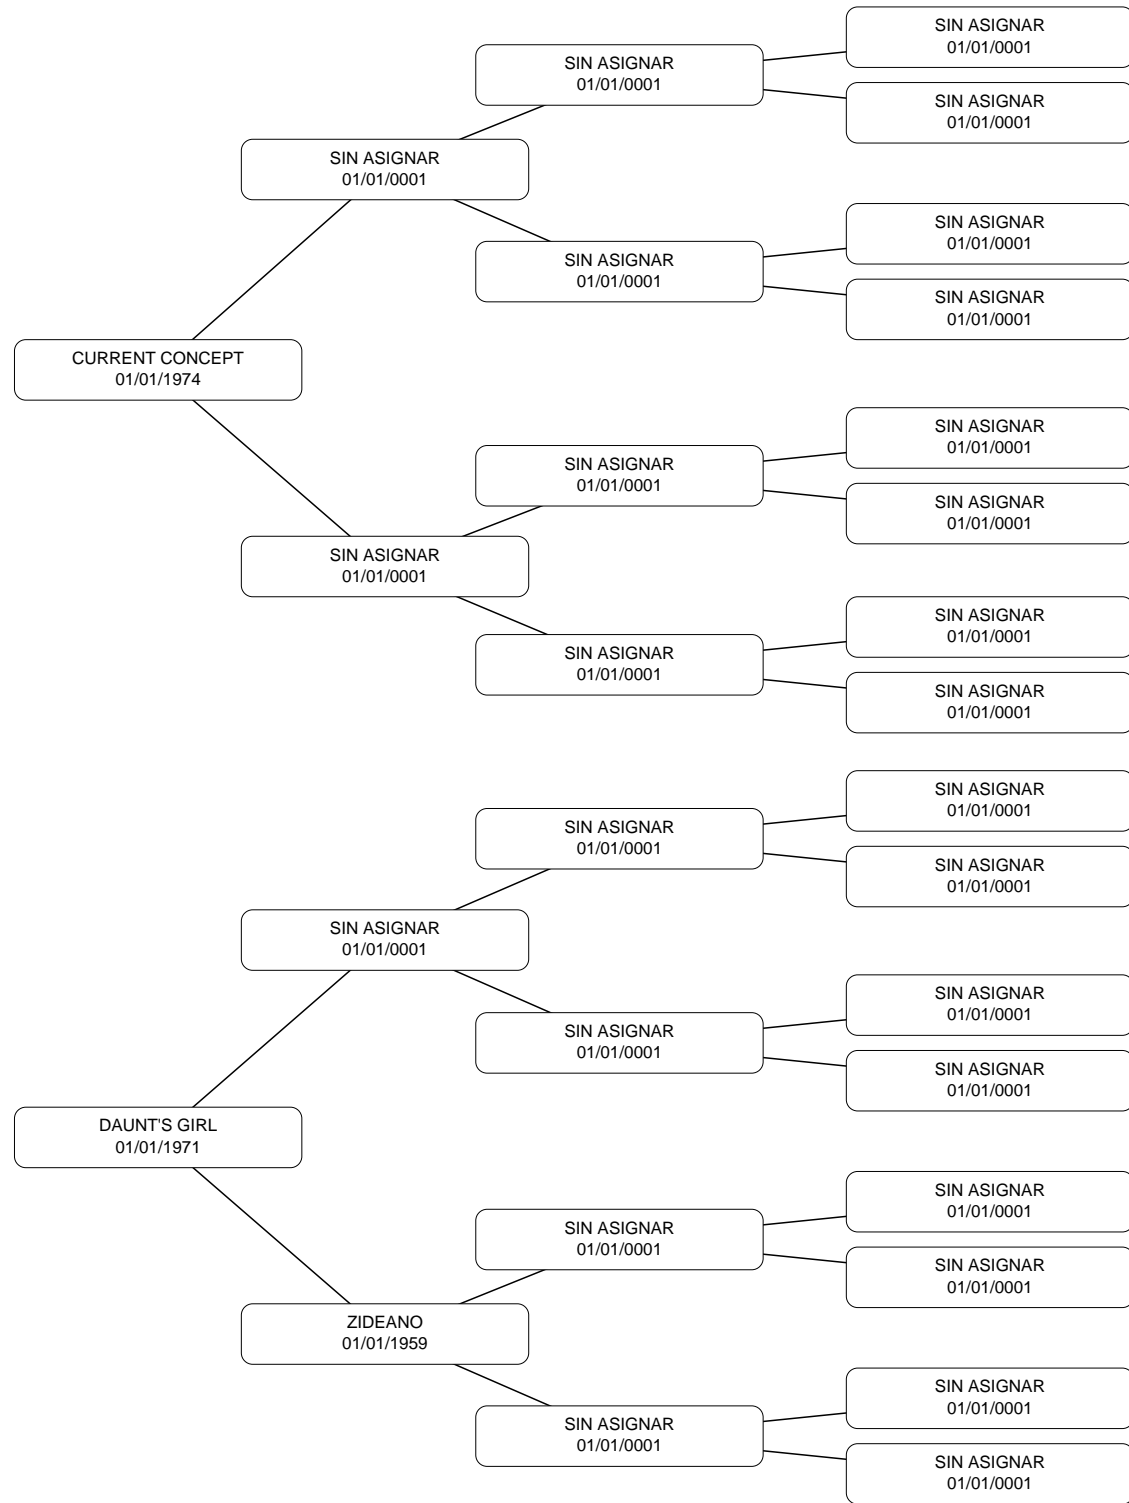 SIN ASIGNAR
01/01/0001
SIN ASIGNAR
01/01/0001
SIN ASIGNAR
01/01/0001
SIN ASIGNAR
01/01/0001
SIN ASIGNAR
01/01/0001
SIN ASIGNAR
01/01/0001
SIN ASIGNAR
01/01/0001
CURRENT CONCEPT
01/01/1974
SIN ASIGNAR
01/01/0001
SIN ASIGNAR
01/01/0001
SIN ASIGNAR
01/01/0001
SIN ASIGNAR
01/01/0001
SIN ASIGNAR
01/01/0001
SIN ASIGNAR
01/01/0001
SIN ASIGNAR
01/01/0001
SIN ASIGNAR
01/01/0001
SIN ASIGNAR
01/01/0001
SIN ASIGNAR
01/01/0001
SIN ASIGNAR
01/01/0001
SIN ASIGNAR
01/01/0001
SIN ASIGNAR
01/01/0001
SIN ASIGNAR
01/01/0001
SIN ASIGNAR
01/01/0001
DAUNT'S GIRL
01/01/1971
SIN ASIGNAR
01/01/0001
SIN ASIGNAR
01/01/0001
SIN ASIGNAR
01/01/0001
ZIDEANO
01/01/1959
SIN ASIGNAR
01/01/0001
SIN ASIGNAR
01/01/0001
SIN ASIGNAR
01/01/0001